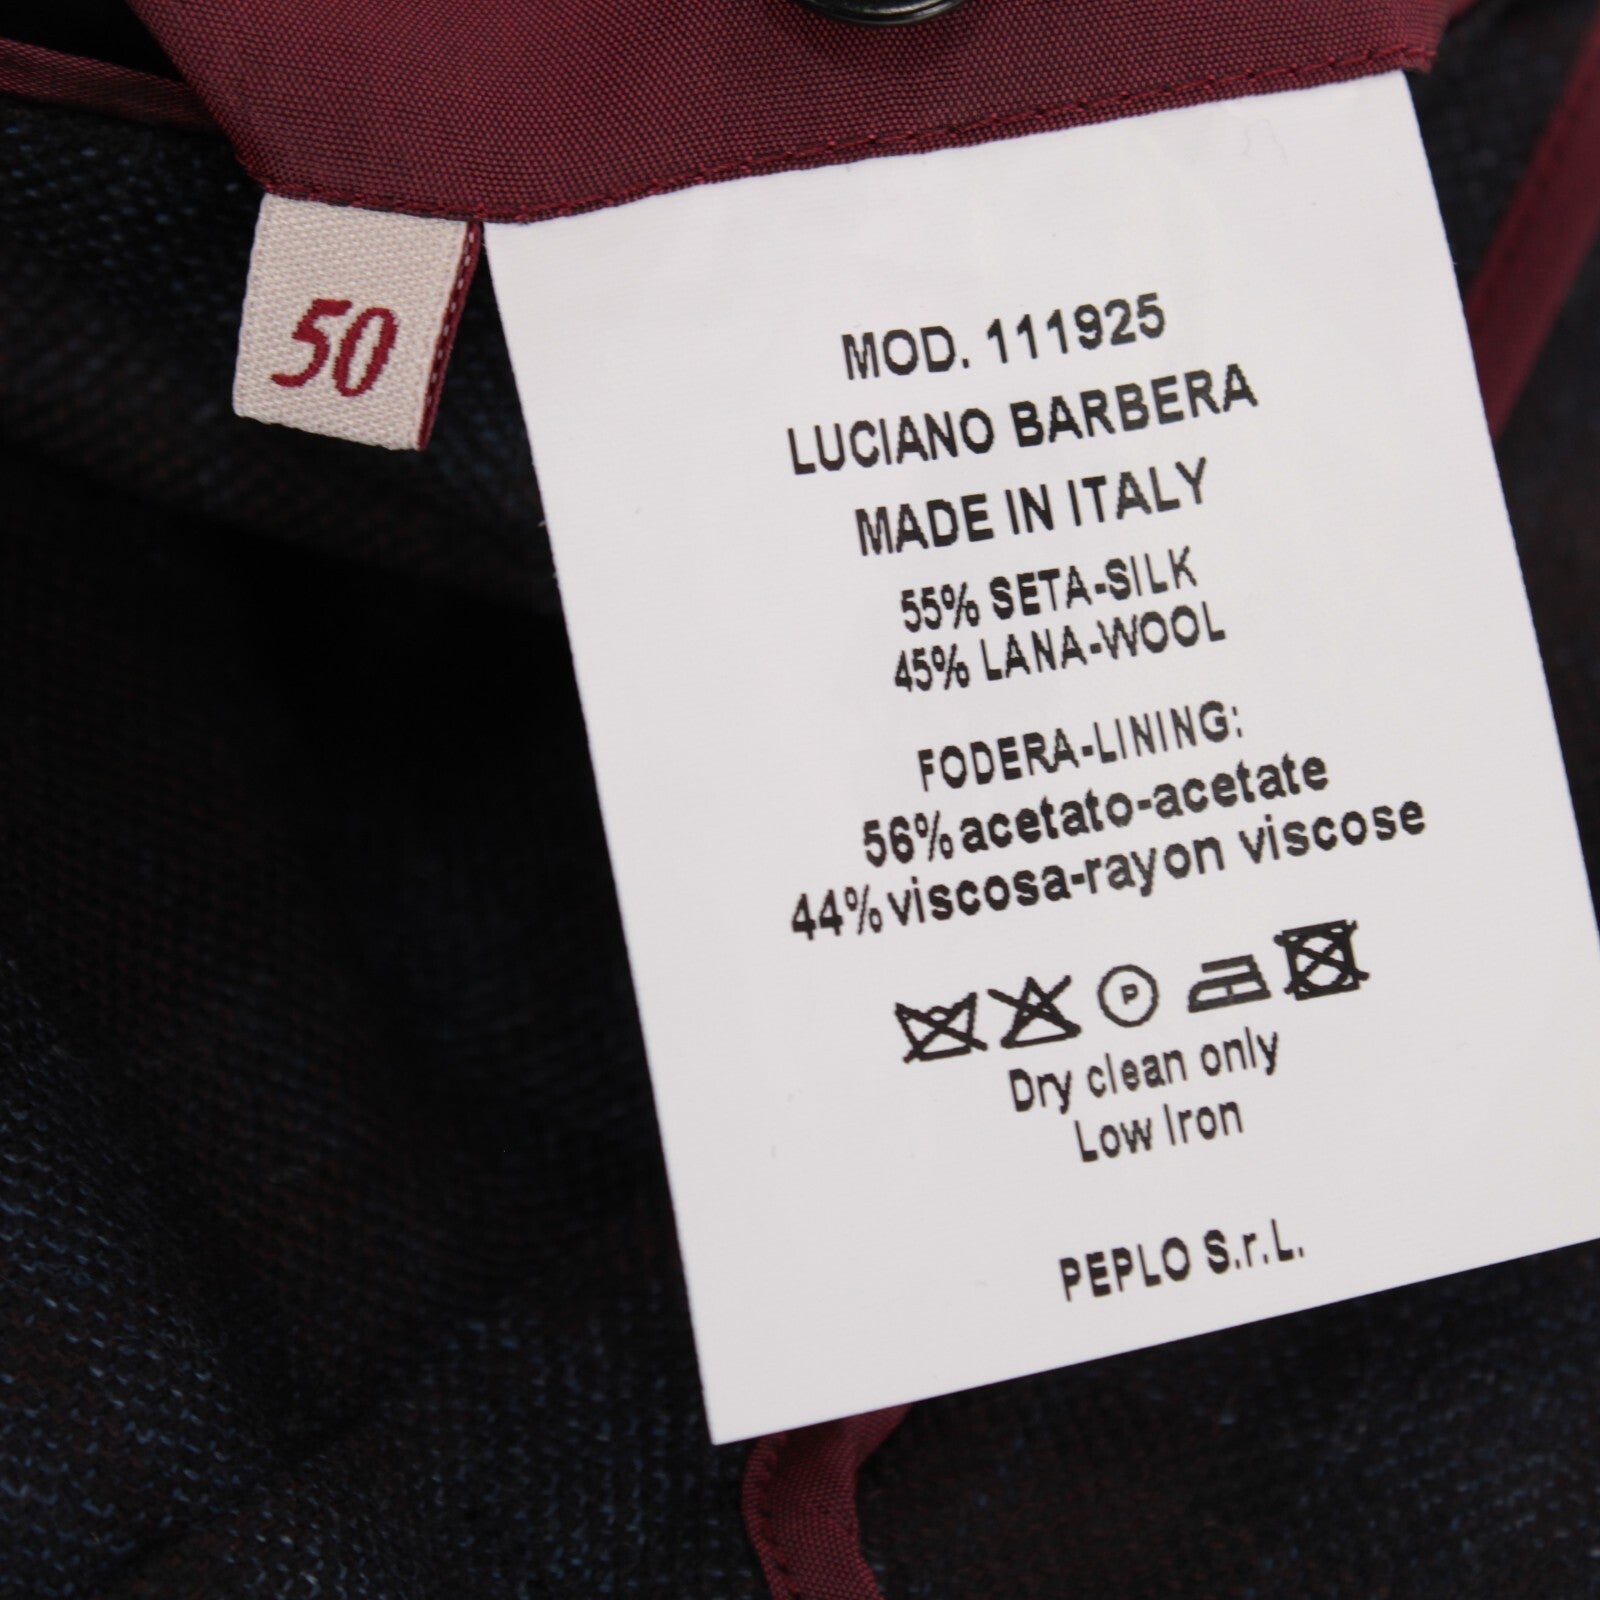 50
MOD. 111925
LUCIANO BARBERA
MADE IN ITALY
55% SETA-SILK
45% LANA-WOOL
FODERA-LINING:
56% acetato-acetate
44% viscosa-rayon viscose
P
Dry clean only
Low Iron
PEPLO S.r.L.